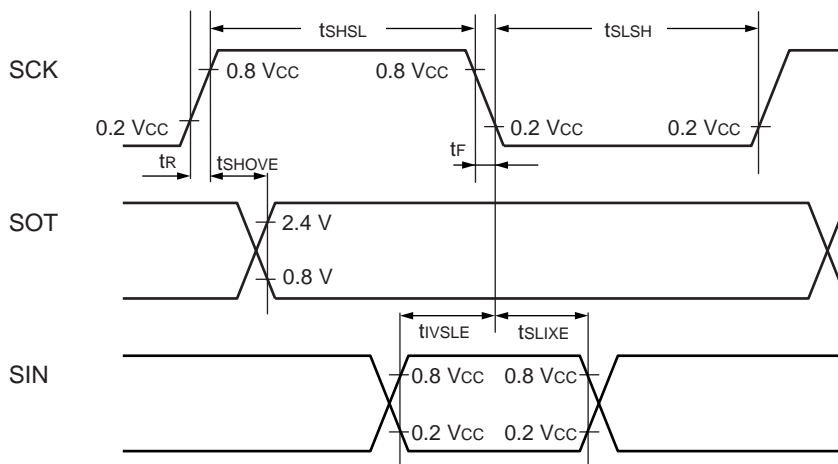 tSHSL
tSLSH
SCK
0.8 VCC
0.8 VCC
0.2 VCC
0.2 VCC
0.2 VCC
tR
tSHOVE
tF
SOT
2.4 V
0.8 V
tIVSLE
tSLIXE
SIN
0.8 VCC
0.8 VCC
0.2 VCC
0.2 VCC